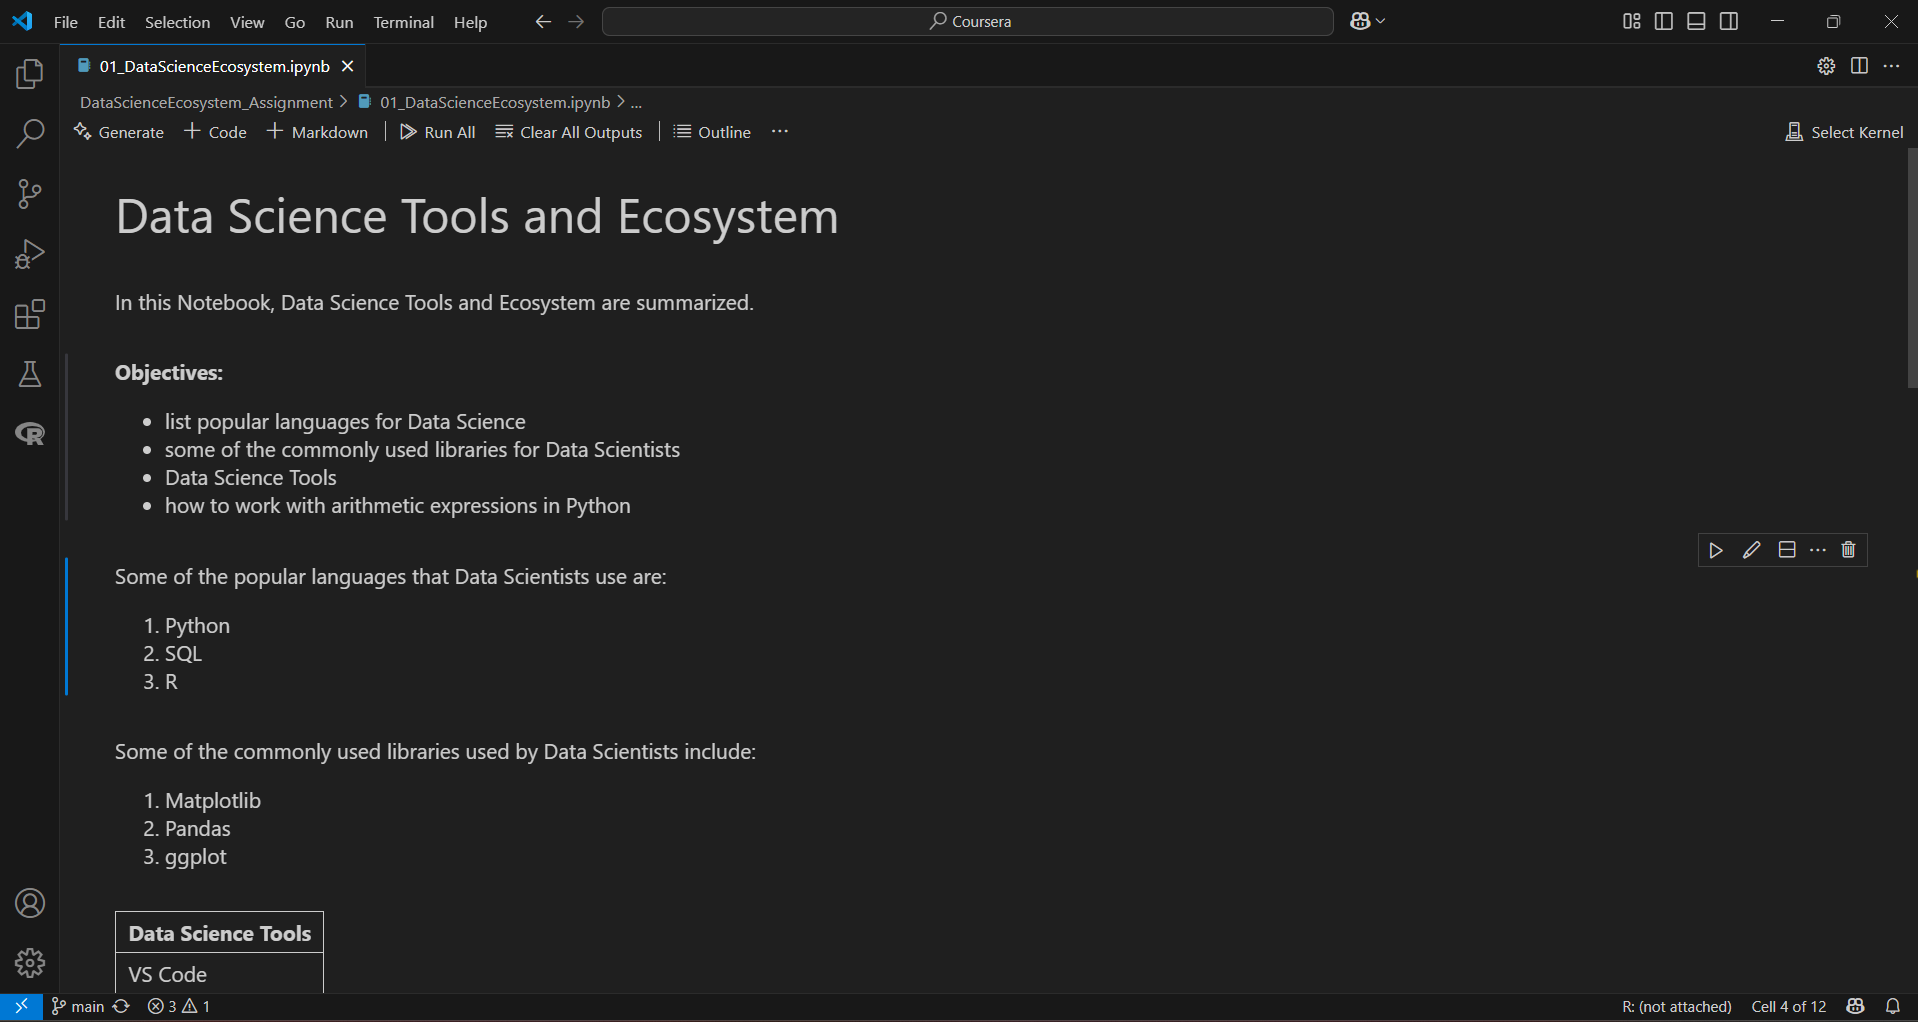 File Edit Selection View Go Run Terminal Help Coursera
01_DataScienceEcosystem.ipynb
DataScienceEcosystem_Assignment > 01_DataScienceEcosystem.ipynb > ...
Generate + Code + Markdown Run All Clear All Outputs Outline ... Select Kernel
Data Science Tools and Ecosystem
In this Notebook, Data Science Tools and Ecosystem are summarized.
Objectives:
• list popular languages for Data Science
• some of the commonly used libraries for Data Scientists
• Data Science Tools
• how to work with arithmetic expressions in Python
Some of the popular languages that Data Scientists use are:
1. Python
2. SQL
3. R
Some of the commonly used libraries used by Data Scientists include:
1. Matplotlib
2. Pandas
3. ggplot
Data Science Tools
VS Code
main 3 1 R: (not attached) Cell 4 of 12